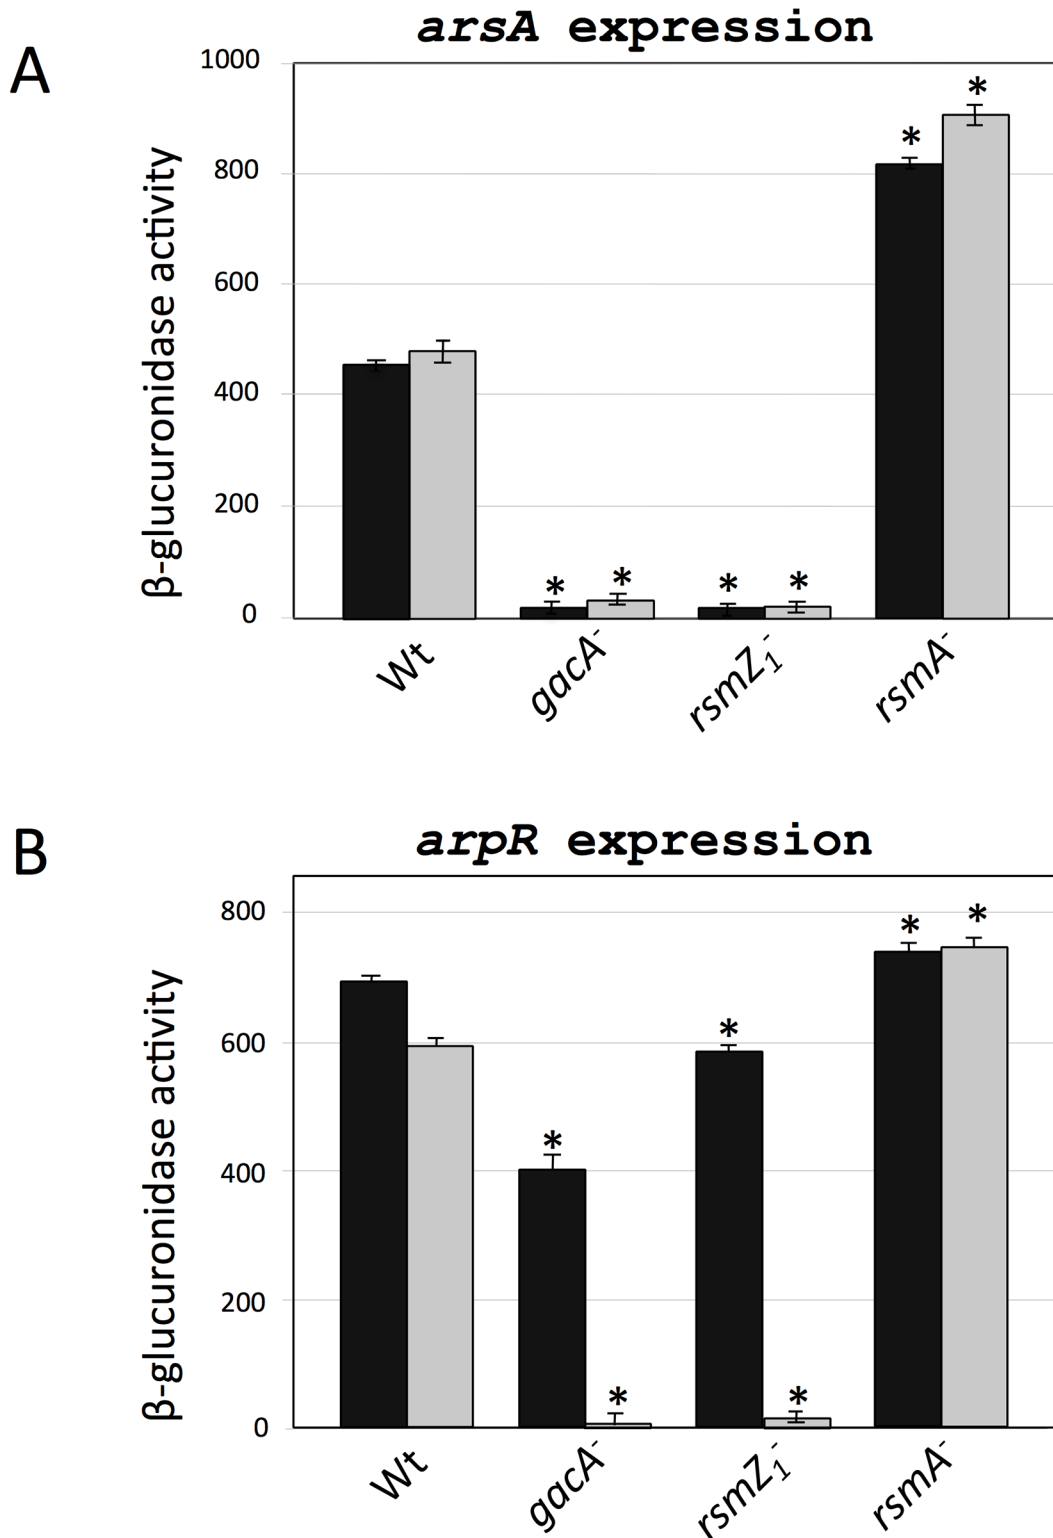 A
arsA expression
β-glucuronidase activity
1000
800
600
400
200
0
*
*
*
*
*
*
Wt
gacA⁻
rsmZ₁⁻
rsmA⁻
B
arpR expression
β-glucuronidase activity
800
600
400
200
0
*
*
*
*
*
*
Wt
gacA⁻
rsmZ₁⁻
rsmA⁻